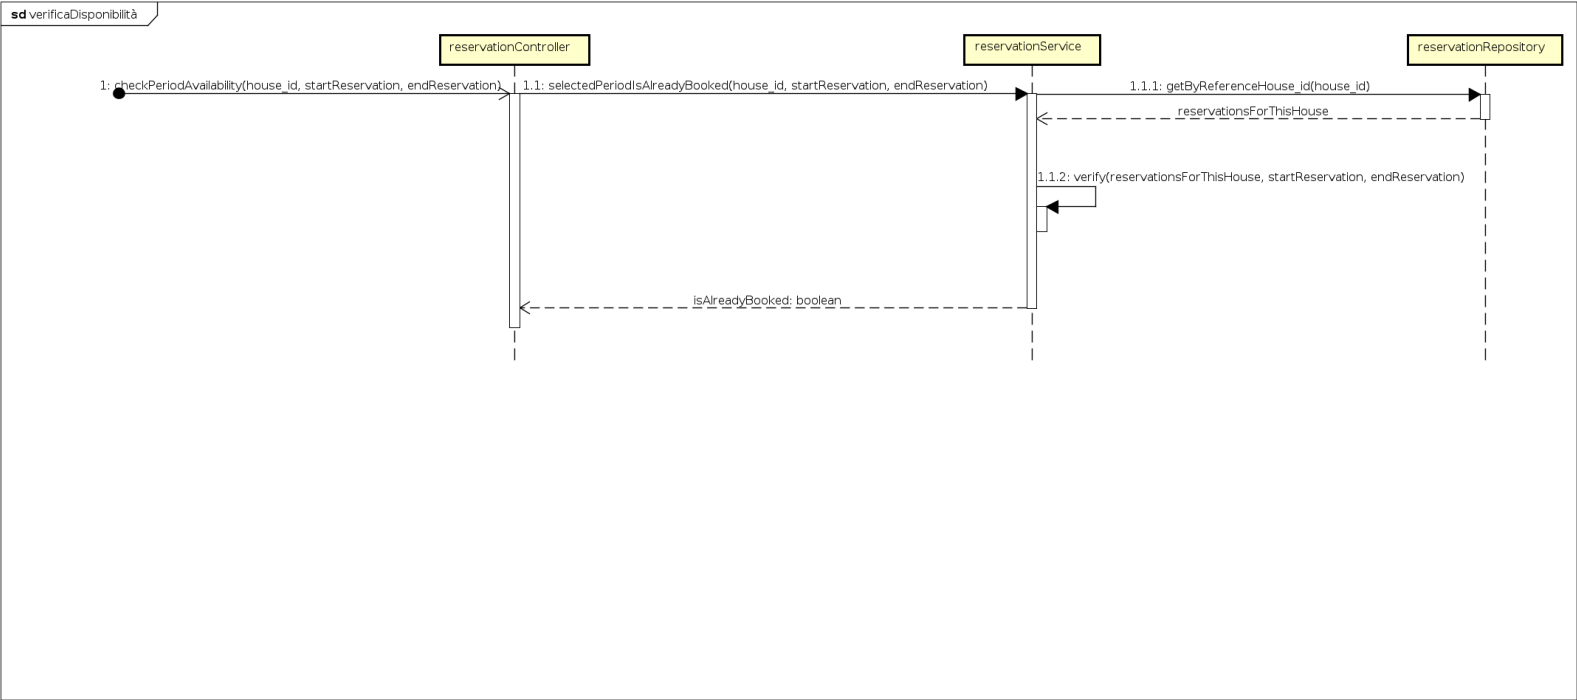 sd verificaDisponibilità
reservationController
reservationService
reservationRepository
1: checkPeriodAvailability(house_id, startReservation, endReservation)
1.1: selectedPeriodIsAlreadyBooked(house_id, startReservation, endReservation)
1.1.1: getByReferenceHouse_id(house_id)
reservationsForThisHouse
1.1.2: verify(reservationsForThisHouse, startReservation, endReservation)
isAlreadyBooked: boolean